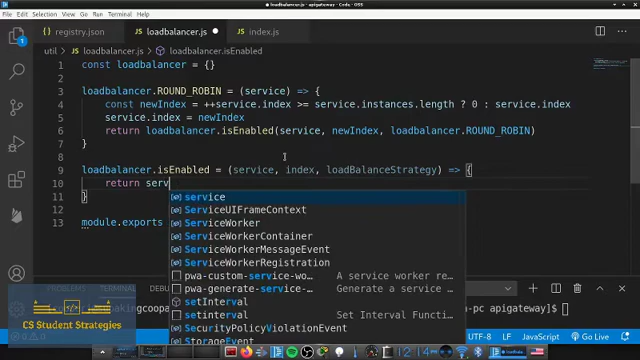 loadbalancer.js - apigateway - Code - OSS
File Edit Selection View Go Run Terminal Help
registry.json loadbalancer.js index.js
util > loadbalancer.js > loadbalancer.isEnabled
1 const loadbalancer = {}
2
3 loadbalancer.ROUND_ROBIN = (service) => {
4 const newIndex = ++service.index >= service.instances.length ? 0 : service.index
5 service.index = newIndex
6 return loadbalancer.isEnabled(service, newIndex, loadbalancer.ROUND_ROBIN)
7 }
8
9 loadbalancer.isEnabled = (service, index, loadBalanceStrategy) => {
10 return serv
11 }
12
13 module.exports
service
ServiceUIFrameContext
ServiceWorker
ServiceWorkerContainer
ServiceWorkerMessageEvent
ServiceWorkerRegistration
pwa-custom-service-wo… A service worker re…
pwa-generate-service-… Generate a service …
setInterval
setinterval Set Interval Functi…
SecurityPolicyViolationEvent
StorageEvent
PROBLEMS OUTPUT TERMINAL
-pc apigateway]$
CS Student Strategies
UTF-8 LF JavaScript Go Live